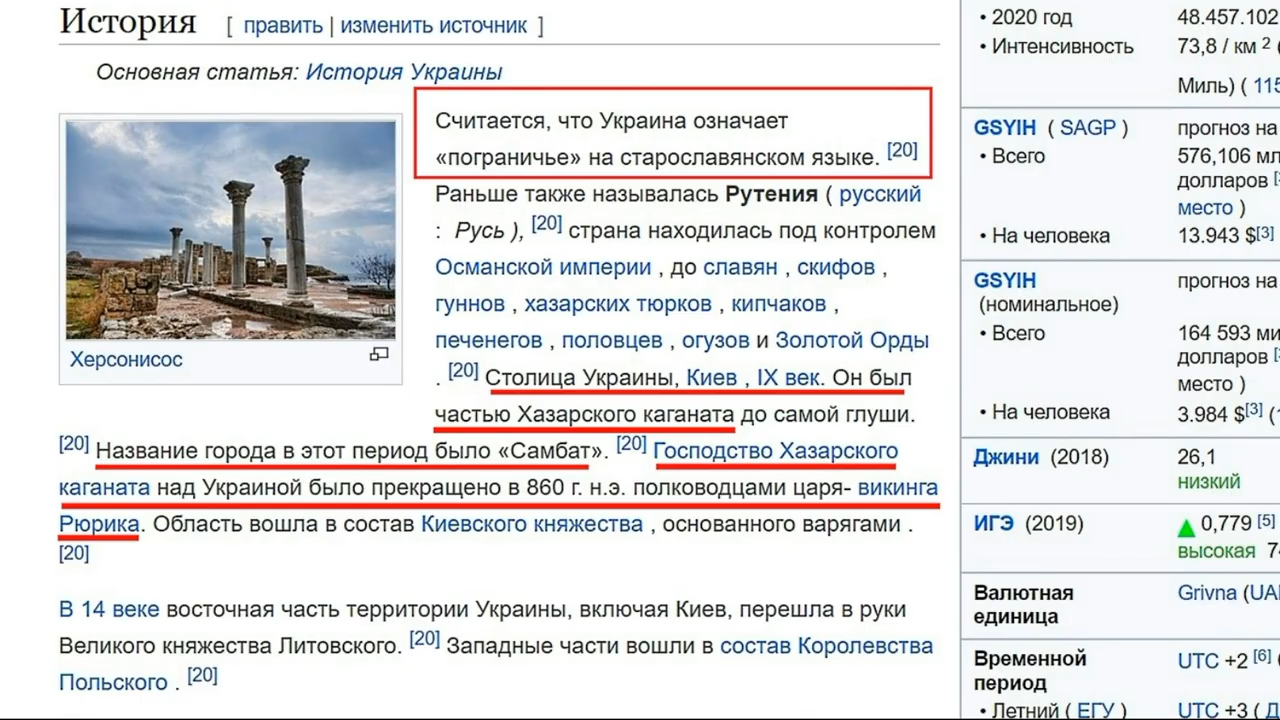 История [ править | изменить источник ]
Основная статья: История Украины
Херсонисос
Считается, что Украина означает
«пограничье» на старославянском языке. [20]
Раньше также называлась Рутения ( русский
: Русь ), [20] страна находилась под контролем
Османской империи , до славян , скифов ,
гуннов , хазарских тюрков , кипчаков ,
печенегов , половцев , огузов и Золотой Орды
. [20] Столица Украины, Киев , IX век. Он был
частью Хазарского каганата до самой глуши.
[20] Название города в этот период было «Самбат». [20] Господство Хазарского
каганата над Украиной было прекращено в 860 г. н.э. полководцами царя- викинга
Рюрика. Область вошла в состав Киевского княжества , основанного варягами .
[20]
В 14 веке восточная часть территории Украины, включая Киев, перешла в руки
Великого княжества Литовского. [20] Западные части вошли в состав Королевства
Польского . [20]
• 2020 год 48.457.102
• Интенсивность 73,8 / км 2 (
Миль) ( 115
GSYIH ( SAGP ) прогноз на
• Всего 576,106 мл
долларов [
место )
• На человека 13.943 $[3]
GSYIH прогноз на
(номинальное)
• Всего 164 593 ми
долларов [
место )
• На человека 3.984 $[3] (
Джини (2018) 26,1
низкий
ИГЭ (2019) ▲ 0,779 [5]
высокая 74
Валютная Grivna (UA
единица
Временной UTC +2 [6] (
период
• Летний ( ЕГУ ) UTC +3 ( Д